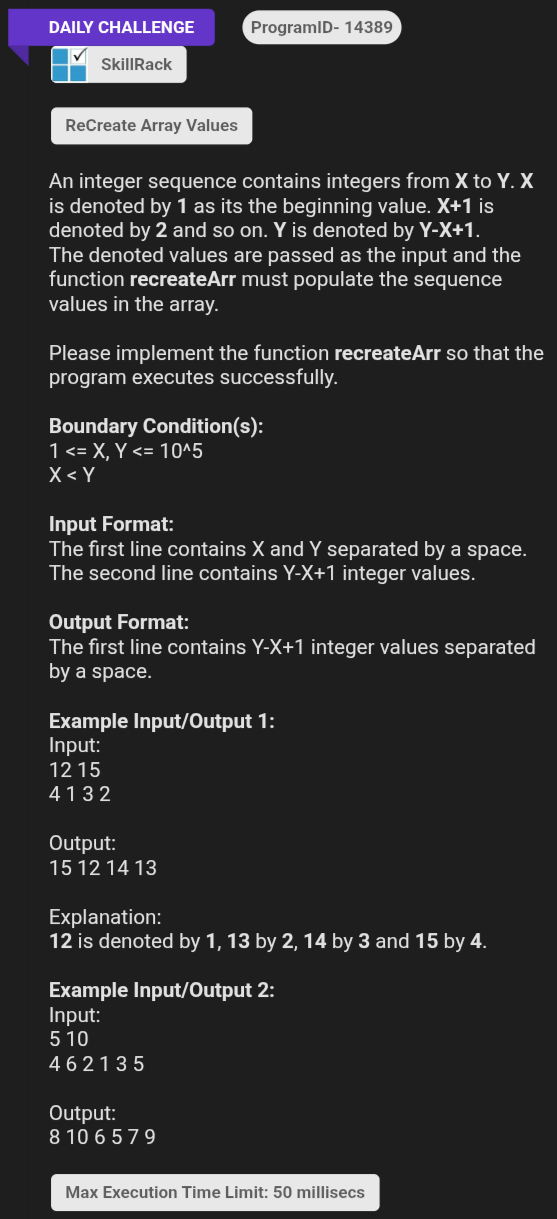 DAILY CHALLENGE
ProgramID- 14389
SkillRack
ReCreate Array Values
An integer sequence contains integers from X to Y. X
is denoted by 1 as its the beginning value. X+1 is
denoted by 2 and so on. Y is denoted by Y-X+1.
The denoted values are passed as the input and the
function recreateArr must populate the sequence
values in the array.
Please implement the function recreateArr so that the
program executes successfully.
Boundary Condition(s):
1 <= X, Y <= 10^5
X < Y
Input Format:
The first line contains X and Y separated by a space.
The second line contains Y-X+1 integer values.
Output Format:
The first line contains Y-X+1 integer values separated
by a space.
Example Input/Output 1:
Input:
12 15
4 1 3 2
Output:
15 12 14 13
Explanation:
12 is denoted by 1, 13 by 2, 14 by 3 and 15 by 4.
Example Input/Output 2:
Input:
5 10
4 6 2 1 3 5
Output:
8 10 6 5 7 9
Max Execution Time Limit: 50 millisecs